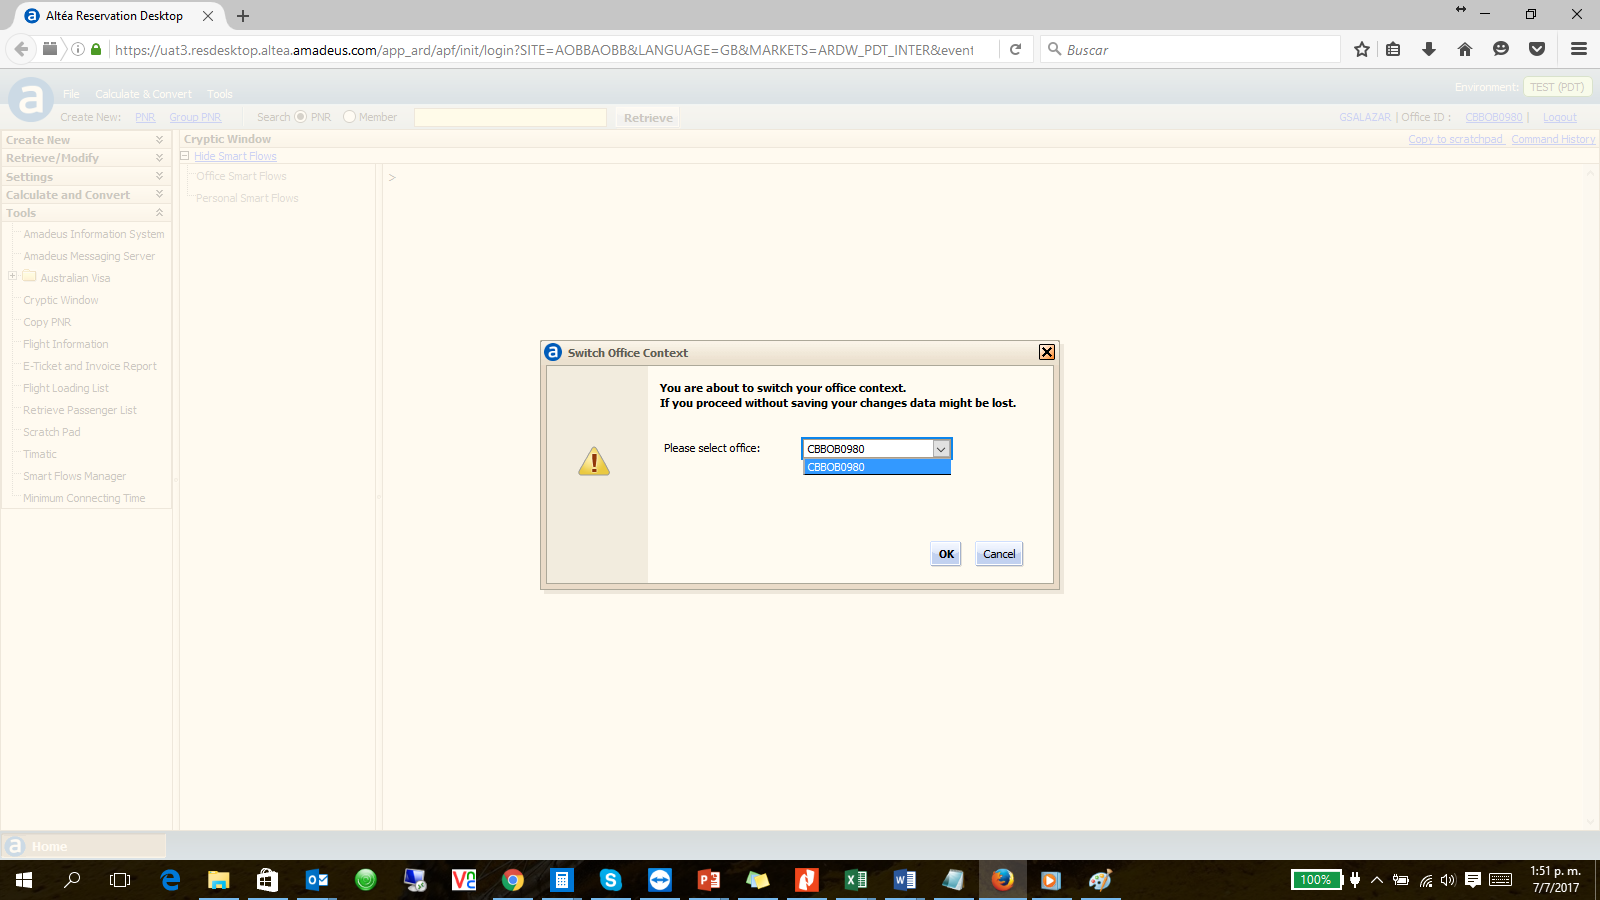 Altéa Reservation Desktop
https://uat3.resdesktop.altea.amadeus.com/app_ard/apf/init/login?SITE=AOBBAOBB&LANGUAGE=GB&MARKETS=ARDW_PDT_INTER&event
Buscar
File Calculate & Convert Tools
Environment: TEST (PDT)
Create New: PNR Group PNR Search PNR Member Retrieve
GSALAZAR | Office ID : CBBOB0980 | Logout
Create New
Retrieve/Modify
Settings
Calculate and Convert
Tools
Amadeus Information System
Amadeus Messaging Server
Australian Visa
Cryptic Window
Copy PNR
Flight Information
E-Ticket and Invoice Report
Flight Loading List
Retrieve Passenger List
Scratch Pad
Timatic
Smart Flows Manager
Minimum Connecting Time
Cryptic Window
Copy to scratchpad Command History
Hide Smart Flows
Office Smart Flows
Personal Smart Flows
>
Switch Office Context
You are about to switch your office context.
If you proceed without saving your changes data might be lost.
Please select office: CBBOB0980
CBBOB0980
OK Cancel
Home
100%
1:51 p. m.
7/7/2017